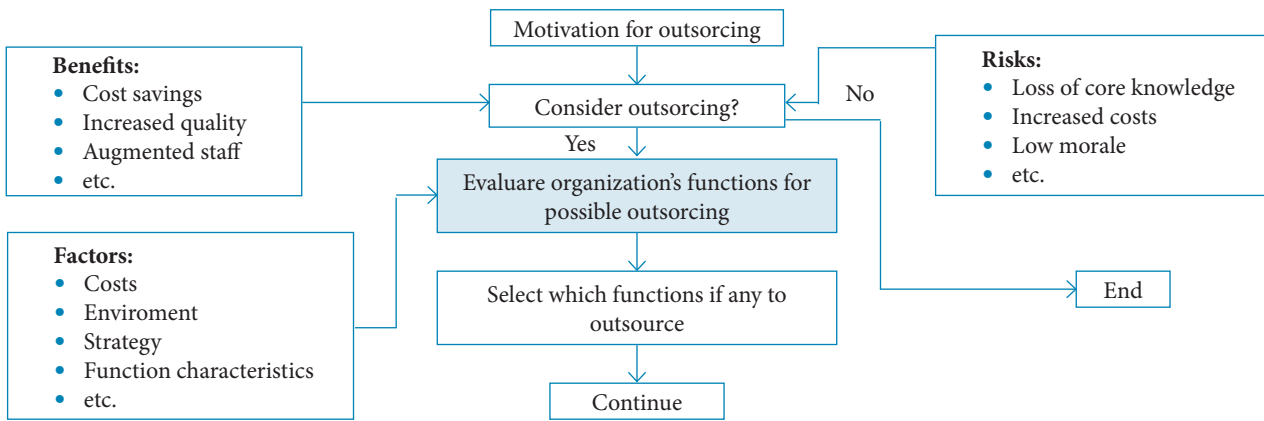 Motivation for outsorcing
Benefits:
• Cost savings
• Increased quality
• Augmented staff
• etc.
Consider outsorcing?
No
Yes
Risks:
• Loss of core knowledge
• Increased costs
• Low morale
• etc.
Evaluare organization’s functions for
possible outsorcing
Factors:
• Costs
• Enviroment
• Strategy
• Function characteristics
• etc.
Select which functions if any to
outsource
End
Continue